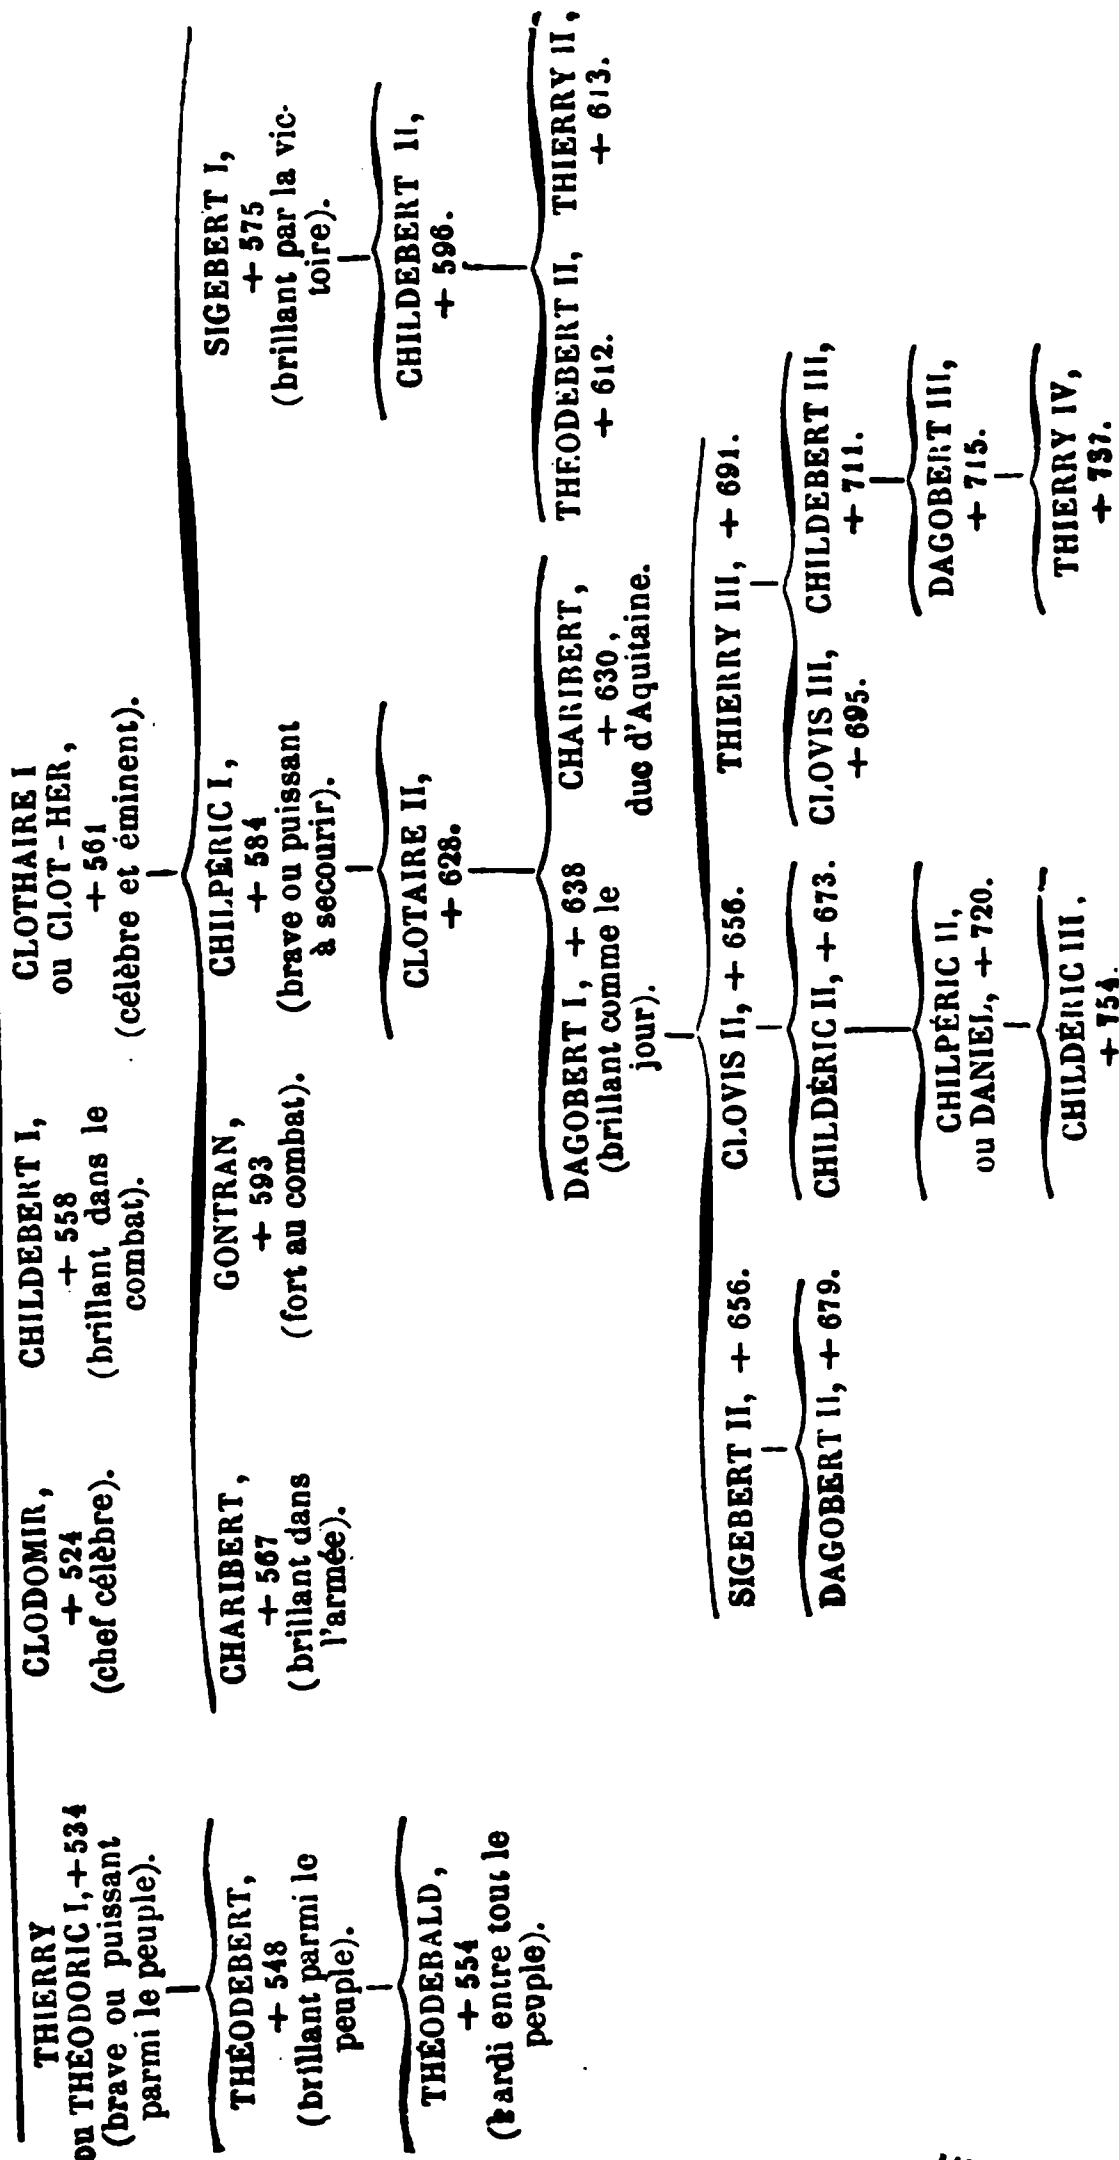 THIERRY
ou THÉODORIC I, + 534
(brave ou puissant
parmi le peuple).
CLODOMIR,
+ 524
(chef célèbre).
CHILDEBERT I,
+ 558
(brillant dans le
combat).
CLOTHAIRE I
ou CLOT-HER,
+ 561
(célèbre et éminent).
THÉODEBERT,
+ 548
(brillant parmi le
peuple).
CHARIBERT,
+ 567
(brillant dans
l'armée).
GONTRAN,
+ 593
(fort au combat).
CHILPÉRIC I,
+ 584
(brave ou puissant
à secourir).
SIGEBERT I,
+ 575
(brillant par la vic-
toire).
THÉODEBALD,
+ 554
(hardi entre tout le
peuple).
CLOTAIRE II,
+ 628.
CHILDEBERT II,
+ 596.
DAGOBERT I, + 638
(brillant comme le
jour).
CHARIBERT,
+ 630,
duc d'Aquitaine.
THÉODEBERT II,
+ 612.
THIERRY II,
+ 613.
SIGEBERT II, + 656.
CLOVIS II, + 656.
THIERRY III, + 691.
DAGOBERT II, + 679.
CHILDÉRIC II, + 673.
CLOVIS III,
+ 695.
CHILDEBERT III,
+ 711.
CHILPÉRIC II,
ou DANIEL, + 720.
DAGOBERT III,
+ 715.
CHILDÉRIC III,
+ 754.
THIERRY IV,
+ 737.